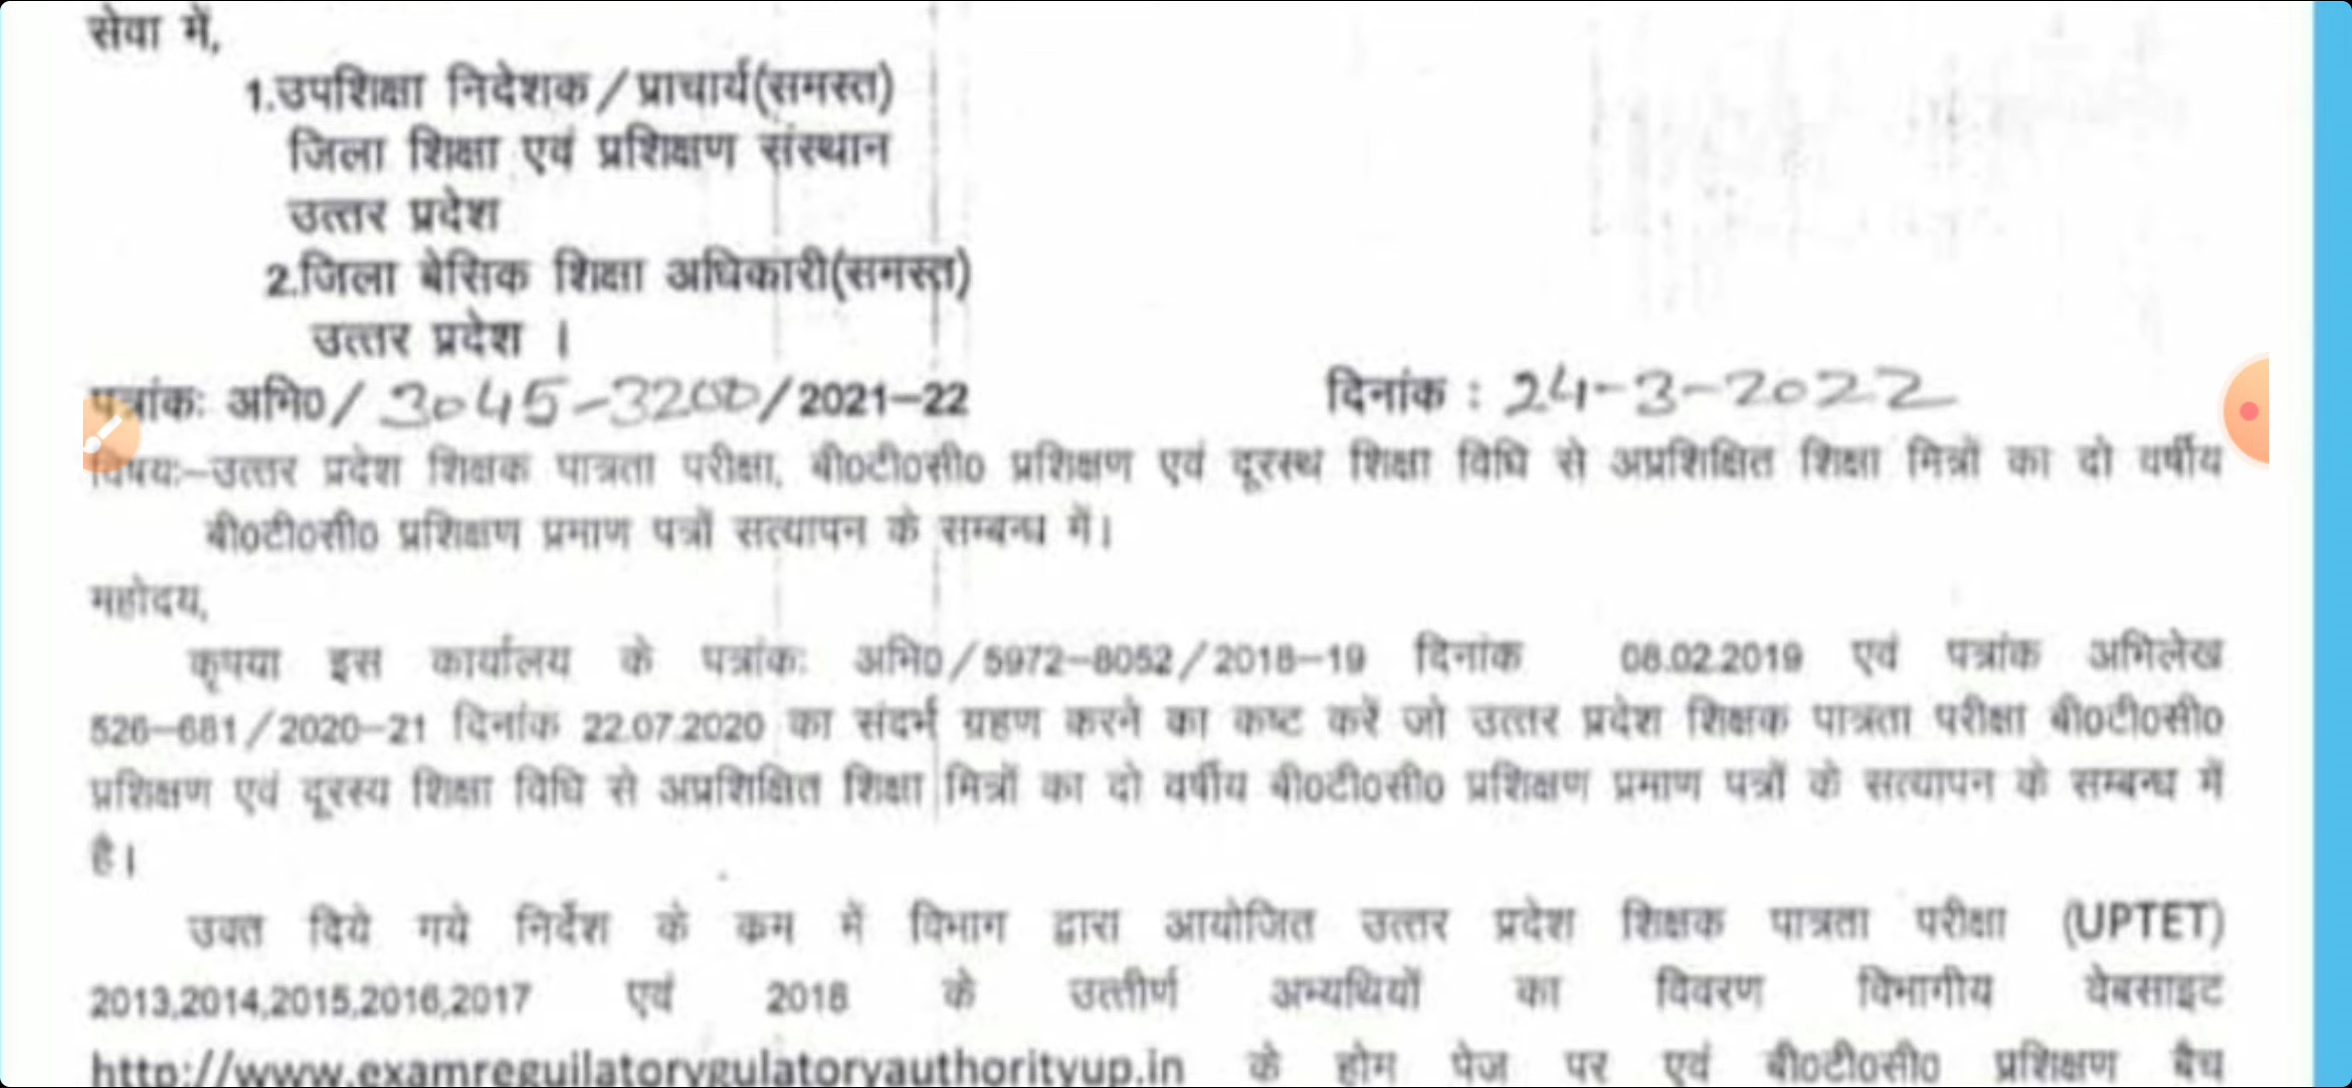 सेवा में,
1.उपशिक्षा निदेशक/प्राचार्य(समस्त)
जिला शिक्षा एवं प्रशिक्षण संस्थान
उत्तर प्रदेश
2.जिला बेसिक शिक्षा अधिकारी(समस्त)
उत्तर प्रदेश ।
पत्रांकः अभि0/3045-3200/2021-22 दिनांक : 24-3-2022
विषयः-उत्तर प्रदेश शिक्षक पात्रता परीक्षा, बी0टी0सी0 प्रशिक्षण एवं दूरस्थ शिक्षा विधि से अप्रशिक्षित शिक्षा मित्रों का दो वर्षीय
बी0टी0सी0 प्रशिक्षण प्रमाण पत्रों सत्यापन के सम्बन्ध में।
महोदय,
कृपया इस कार्यालय के पत्रांकः अभि0/5972-8052/2018-19 दिनांक 08.02.2019 एवं पत्रांक अभिलेख
526-681/2020-21 दिनांक 22.07.2020 का संदर्भ ग्रहण करने का कष्ट करें जो उत्तर प्रदेश शिक्षक पात्रता परीक्षा बी0टी0सी0
प्रशिक्षण एवं दूरस्य शिक्षा विधि से अप्रशिक्षित शिक्षा मित्रों का दो वर्षीय बी0टी0सी0 प्रशिक्षण प्रमाण पत्रों के सत्यापन के सम्बन्ध में
है।
उक्त दिये गये निर्देश के क्रम में विभाग द्वारा आयोजित उत्तर प्रदेश शिक्षक पात्रता परीक्षा (UPTET)
2013,2014,2015,2016,2017 एवं 2018 के उत्तीर्ण अभ्यथियों का विवरण विभागीय वेबसाइट
http://www.examreguilatorygulatoryauthorityup.in के होम पेज पर एवं बी0टी0सी0 प्रशिक्षण बैच